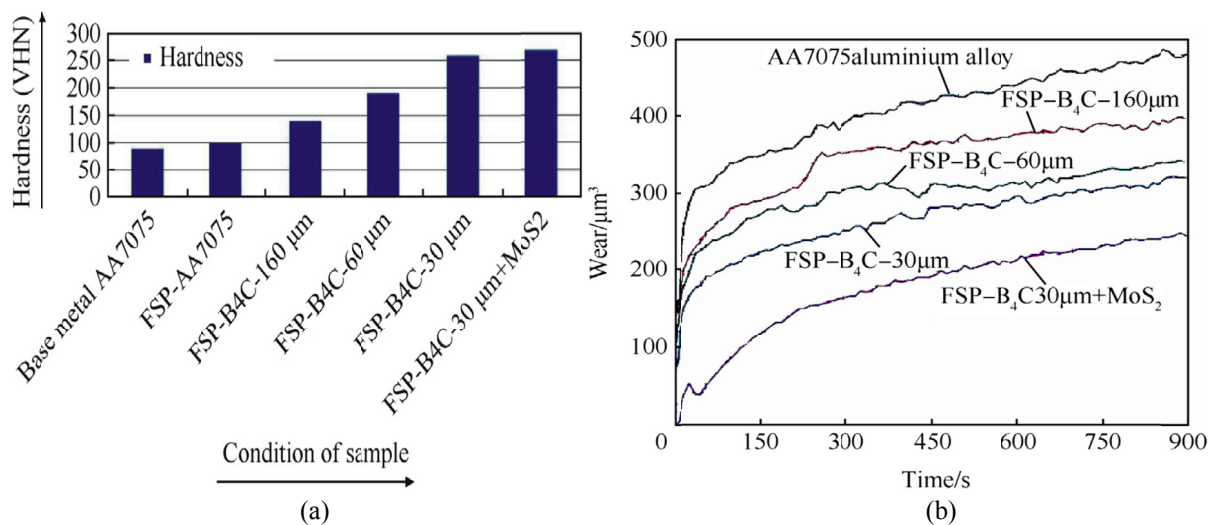 Hardness (VHN)
300
250
200
150
100
50
0
Hardness
Base metal AA7075
FSP-AA7075
FSP-B4C-160 µm
FSP-B4C-60 µm
FSP-B4C-30 µm
FSP-B4C-30 µm+MoS2
Condition of sample
(a)
Wear/µm³
500
400
300
200
100
0
150
300
450
600
750
900
Time/s
AA7075aluminium alloy
FSP−B₄C−160µm
FSP−B₄C−60µm
FSP−B₄C−30µm
FSP−B₄C30µm+MoS₂
(b)